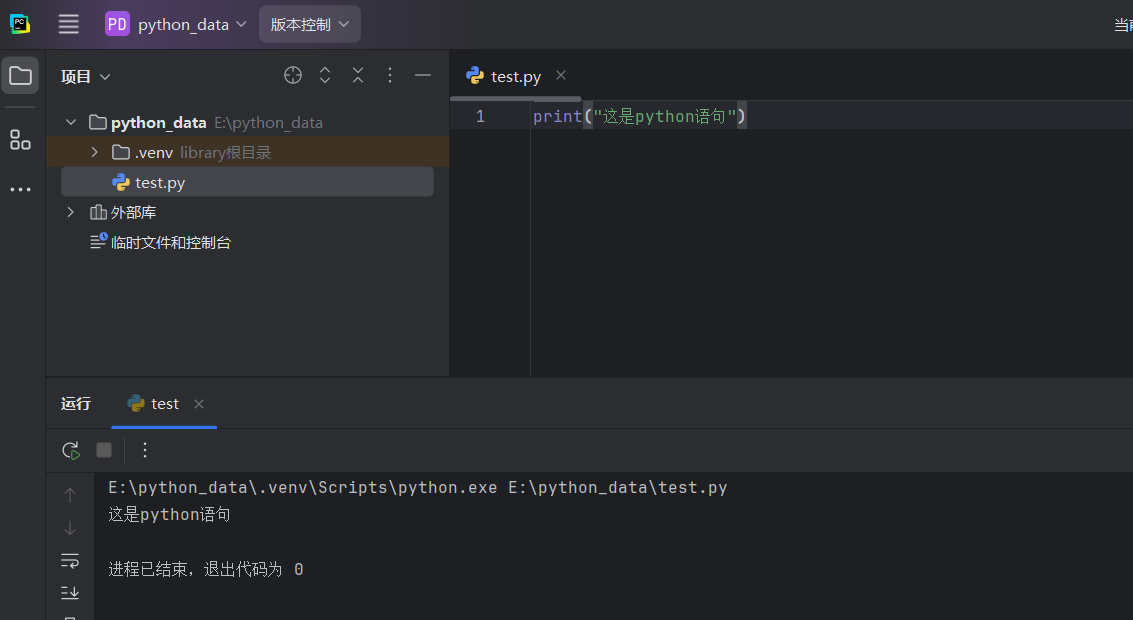 PC
PD python_data 版本控制
项目
test.py
python_data E:\python_data
.venv library根目录
test.py
外部库
临时文件和控制台
1 print("这是python语句")
运行 test
E:\python_data\.venv\Scripts\python.exe E:\python_data\test.py
这是python语句
进程已结束，退出代码为 0